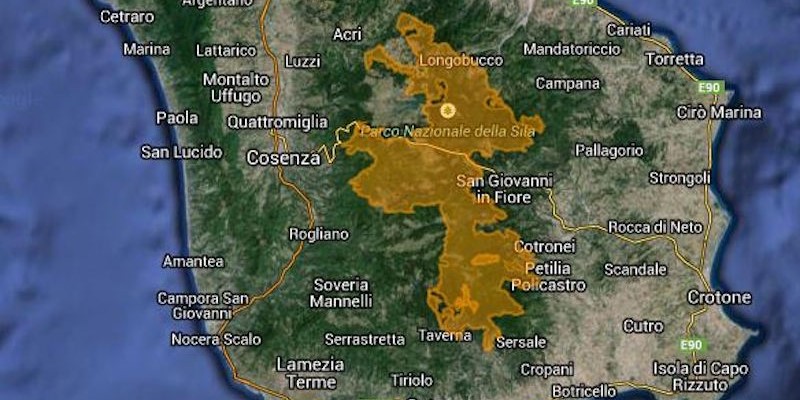 Argentano
E90
Cetraro
Cariati
Acri
Marina
Lattarico
Mandatoriccio
Luzzi
Longobucco
Torretta
Montalto
Uffugo
Campana
E90
Paola
Quattromiglia
Cirò Marina
Parco Nazionale della Sila
San Lucido
Cosenza
Pallagorio
San Giovanni
in Fiore
Strongoli
Rogliano
Rocca di Neto
Cotronei
Amantea
Petilia
Policastro
Scandale
Soveria
Mannelli
Campora San
Giovanni
Crotone
Cutro
Nocera Scalo
Serrastretta
Taverna
Sersale
E90
Lamezia
Terme
Cropani
Isola di Capo
Rizzuto
Tiriolo
Botricello